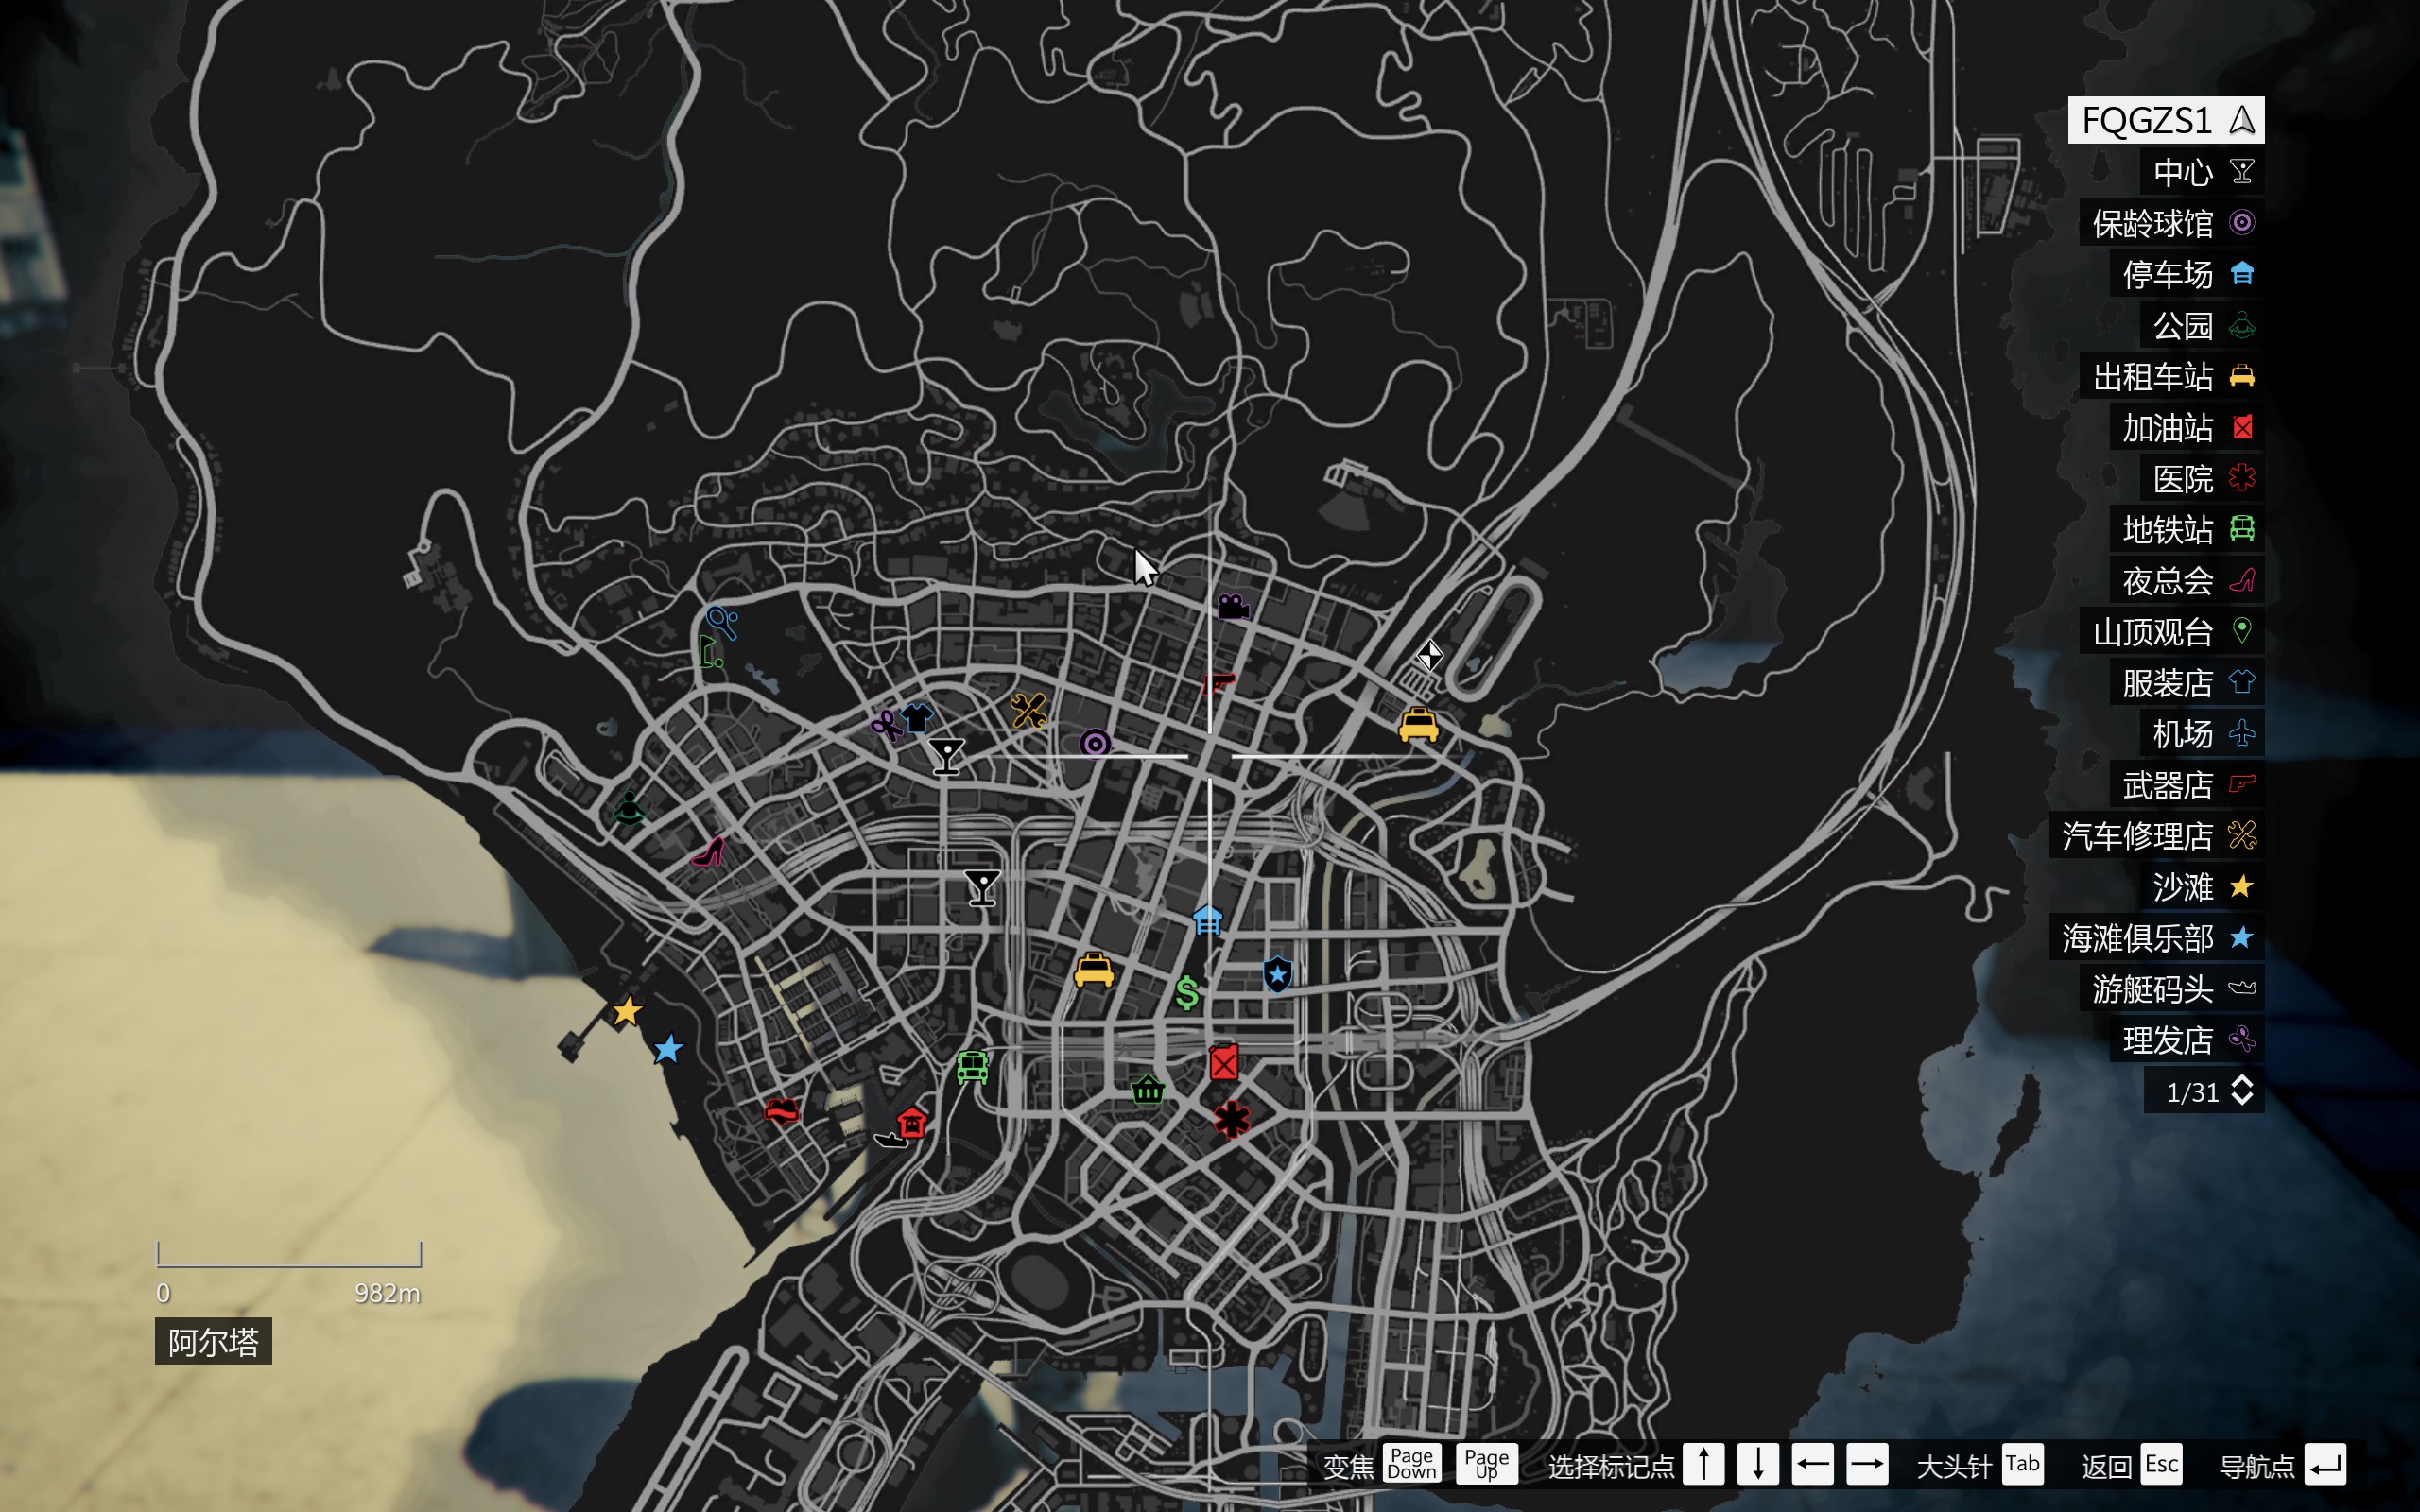 FQGZS1
中心
保龄球馆
停车场
公园
出租车站
加油站
医院
地铁站
夜总会
山顶观台
服装店
机场
武器店
汽车修理店
沙滩
海滩俱乐部
游艇码头
理发店
1/31
0 982m
阿尔塔
变焦 Page Down Page Up 选择标记点 ↑ ↓ ← → 大头针 Tab 返回 Esc 导航点